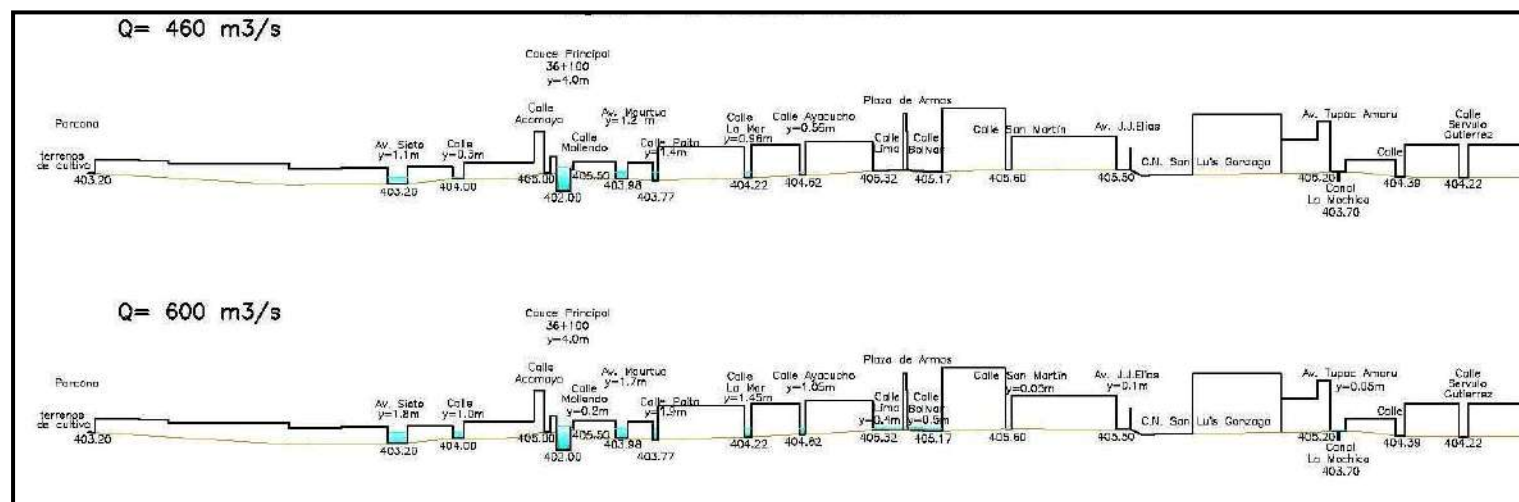 Q= 460 m3/s
Cauce Principal
36+100
y=4.0m
Parcona
terrenos
de cultivo
403.20
Av. Siete
y=1.1m
403.20
Calle
y=0.3m
404.00
Calle
Acomayo
405.00
402.00
Calle
Mollendo
405.50
Av. Maurtua
y=1.2 m
403.98
Calle Paita
y=1.4m
403.77
Calle
La Mar
y=0.96m
404.22
Calle Ayacucho
y=0.56m
404.62
Plaza de Armas
Calle
Lima
405.32
Calle
Bolivar
405.17
Calle San Martín
405.60
Av. J.J.Elias
405.50
C.N. San Luis Gonzaga
Av. Tupac Amaru
405.20
Canal
La Mochica
403.70
Calle
404.39
Calle
Servulo
Gutierrez
404.22
Q= 600 m3/s
Cauce Principal
36+100
y=4.0m
Parcona
terrenos
de cultivo
403.20
Av. Siete
y=1.8m
403.20
Calle
y=1.0m
404.00
Calle
Acomayo
405.00
402.00
Calle
Mollendo
y=0.2m
405.50
Av. Maurtua
y=1.7m
403.98
Calle Paita
y=1.9m
403.77
Calle
La Mar
y=1.45m
404.22
Calle Ayacucho
y=1.05m
404.62
Plaza de Armas
Calle
Lima
y=0.4m
405.32
Calle
Bolivar
y=0.5m
405.17
Calle San Martín
y=0.05m
405.60
Av. J.J.Elias
y=0.1m
405.50
C.N. San Luis Gonzaga
Av. Tupac Amaru
y=0.05m
405.20
Canal
La Mochica
403.70
Calle
404.39
Calle
Servulo
Gutierrez
404.22